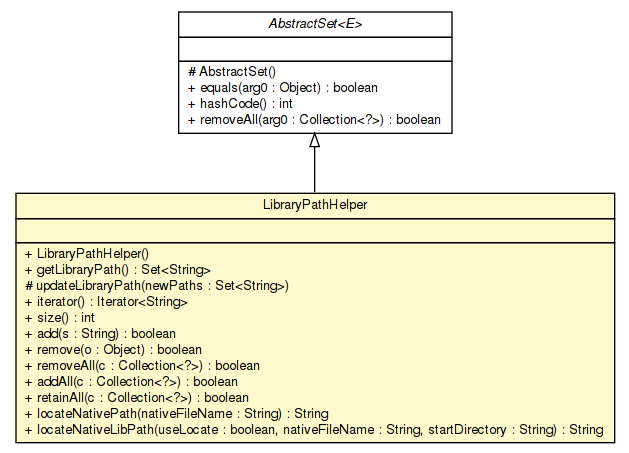 AbstractSet<E>
# AbstractSet()
+ equals(arg0 : Object) : boolean
+ hashCode() : int
+ removeAll(arg0 : Collection<?>) : boolean
LibraryPathHelper
+ LibraryPathHelper()
+ getLibraryPath() : Set<String>
# updateLibraryPath(newPaths : Set<String>)
+ iterator() : Iterator<String>
+ size() : int
+ add(s : String) : boolean
+ remove(o : Object) : boolean
+ removeAll(c : Collection<?>) : boolean
+ addAll(c : Collection<?>) : boolean
+ retainAll(c : Collection<?>) : boolean
+ locateNativePath(nativeFileName : String) : String
+ locateNativeLibPath(useLocate : boolean, nativeFileName : String, startDirectory : String) : String